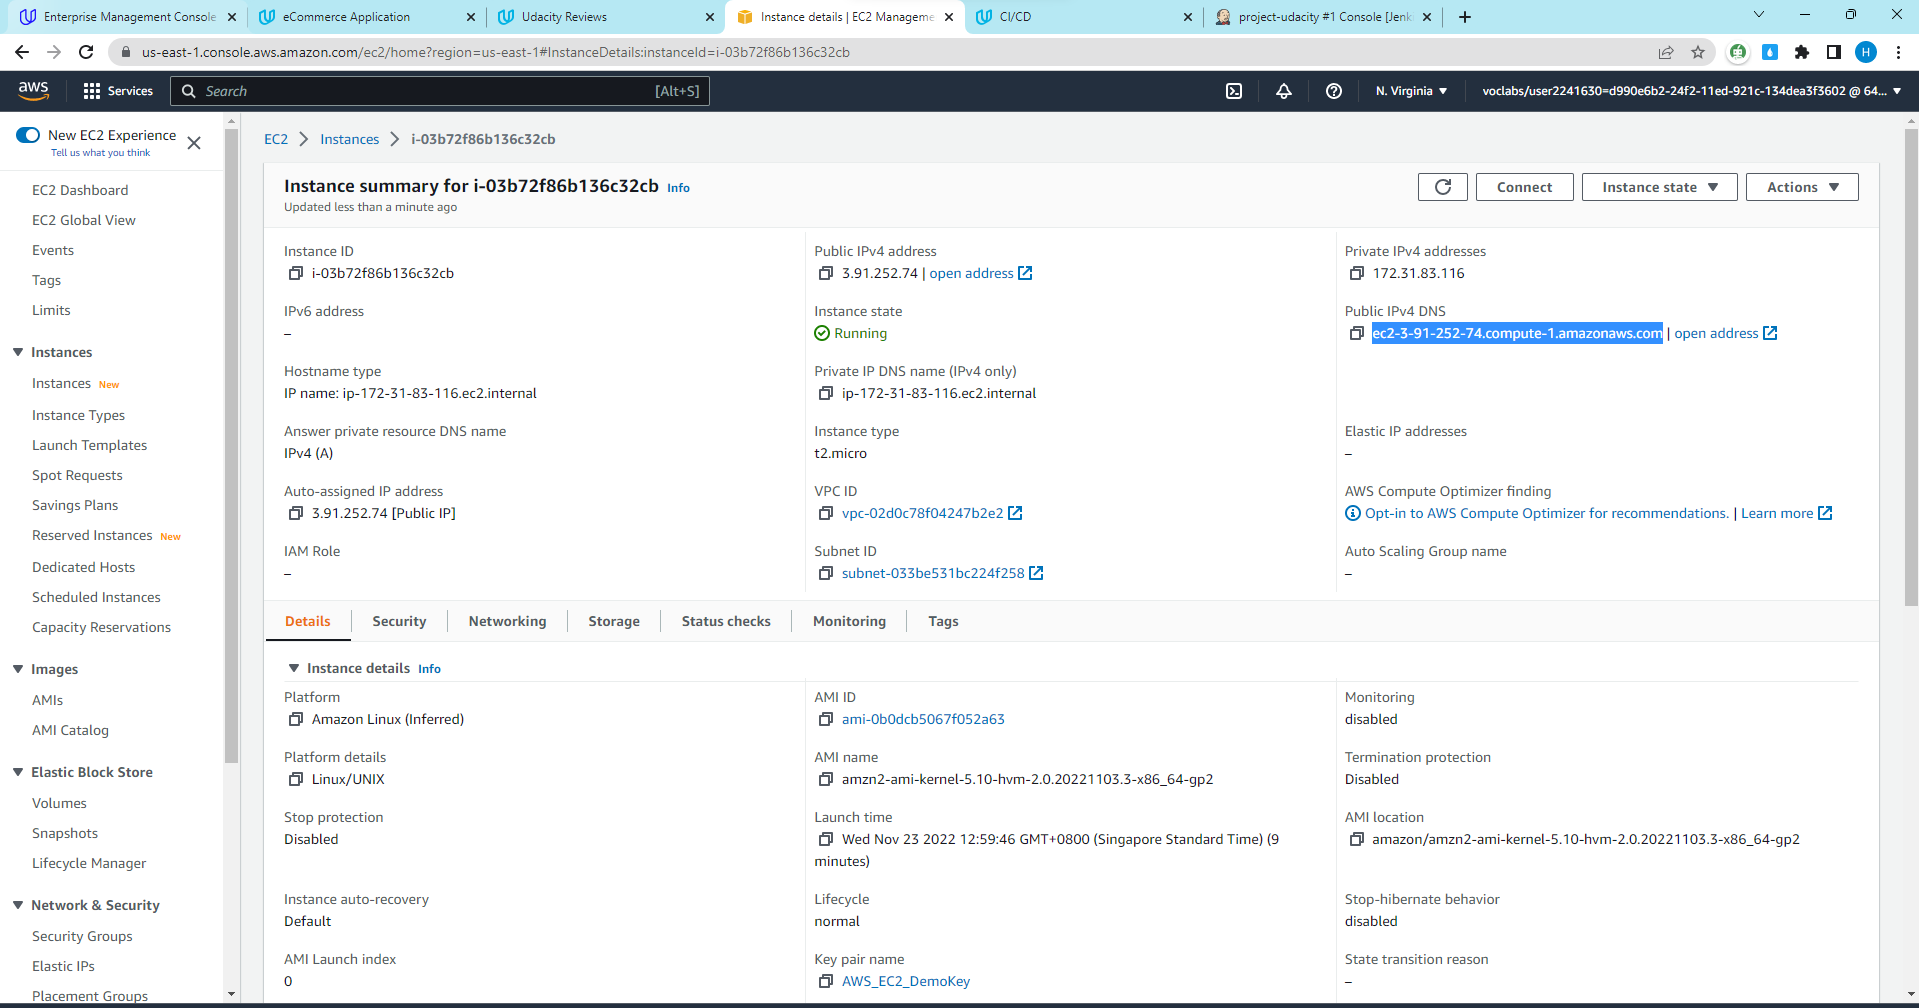 Enterprise Management Console
eCommerce Application
Udacity Reviews
Instance details | EC2 Manageme
CI/CD
project-udacity #1 Console [Jenk
us-east-1.console.aws.amazon.com/ec2/home?region=us-east-1#InstanceDetails:instanceId=i-03b72f86b136c32cb
H
aws
Services
Search
[Alt+S]
N. Virginia
voclabs/user2241630=d990e6b2-24f2-11ed-921c-134dea3f3602 @ 64...
New EC2 Experience
Tell us what you think
EC2 Dashboard
EC2 Global View
Events
Tags
Limits
Instances
Instances New
Instance Types
Launch Templates
Spot Requests
Savings Plans
Reserved Instances New
Dedicated Hosts
Scheduled Instances
Capacity Reservations
Images
AMIs
AMI Catalog
Elastic Block Store
Volumes
Snapshots
Lifecycle Manager
Network & Security
Security Groups
Elastic IPs
Placement Groups
EC2 > Instances > i-03b72f86b136c32cb
Instance summary for i-03b72f86b136c32cb Info
Updated less than a minute ago
Connect
Instance state
Actions
Instance ID
i-03b72f86b136c32cb
Public IPv4 address
3.91.252.74 | open address
Private IPv4 addresses
172.31.83.116
IPv6 address
–
Instance state
Running
Public IPv4 DNS
ec2-3-91-252-74.compute-1.amazonaws.com | open address
Hostname type
IP name: ip-172-31-83-116.ec2.internal
Private IP DNS name (IPv4 only)
ip-172-31-83-116.ec2.internal
Answer private resource DNS name
IPv4 (A)
Instance type
t2.micro
Elastic IP addresses
–
Auto-assigned IP address
3.91.252.74 [Public IP]
VPC ID
vpc-02d0c78f04247b2e2
AWS Compute Optimizer finding
Opt-in to AWS Compute Optimizer for recommendations. | Learn more
IAM Role
–
Subnet ID
subnet-033be531bc224f258
Auto Scaling Group name
–
Details
Security
Networking
Storage
Status checks
Monitoring
Tags
Instance details Info
Platform
Amazon Linux (Inferred)
AMI ID
ami-0b0dcb5067f052a63
Monitoring
disabled
Platform details
Linux/UNIX
AMI name
amzn2-ami-kernel-5.10-hvm-2.0.20221103.3-x86_64-gp2
Termination protection
Disabled
Stop protection
Disabled
Launch time
Wed Nov 23 2022 12:59:46 GMT+0800 (Singapore Standard Time) (9
minutes)
AMI location
amazon/amzn2-ami-kernel-5.10-hvm-2.0.20221103.3-x86_64-gp2
Instance auto-recovery
Default
Lifecycle
normal
Stop-hibernate behavior
disabled
AMI Launch index
0
Key pair name
AWS_EC2_DemoKey
State transition reason
–